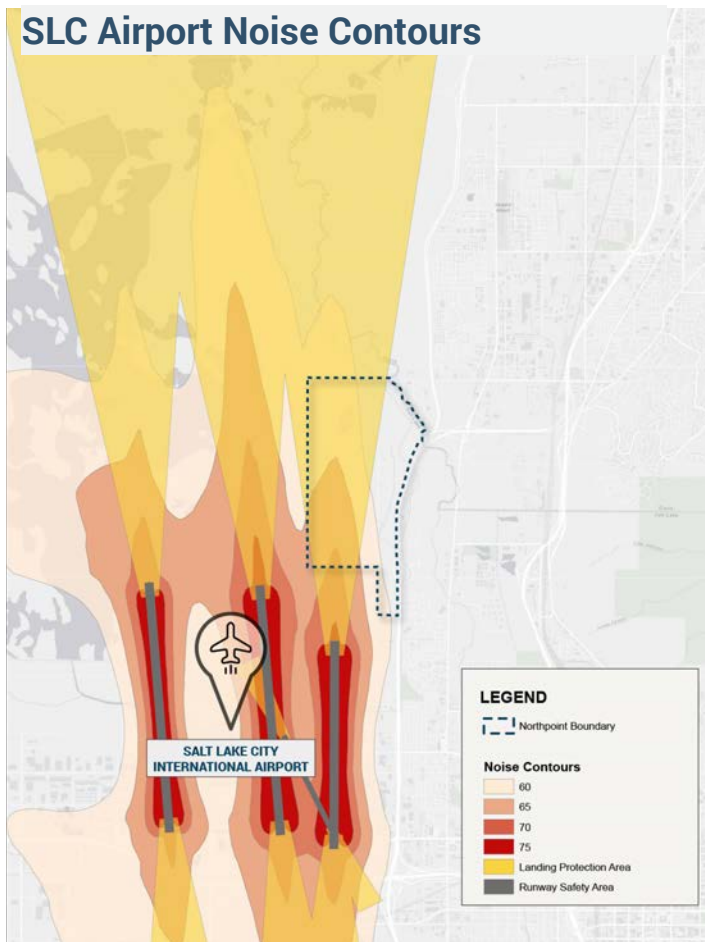 SLC Airport Noise Contours
SALT LAKE CITY
INTERNATIONAL AIRPORT
LEGEND
Northpoint Boundary
Noise Contours
60
65
70
75
Landing Protection Area
Runway Safety Area